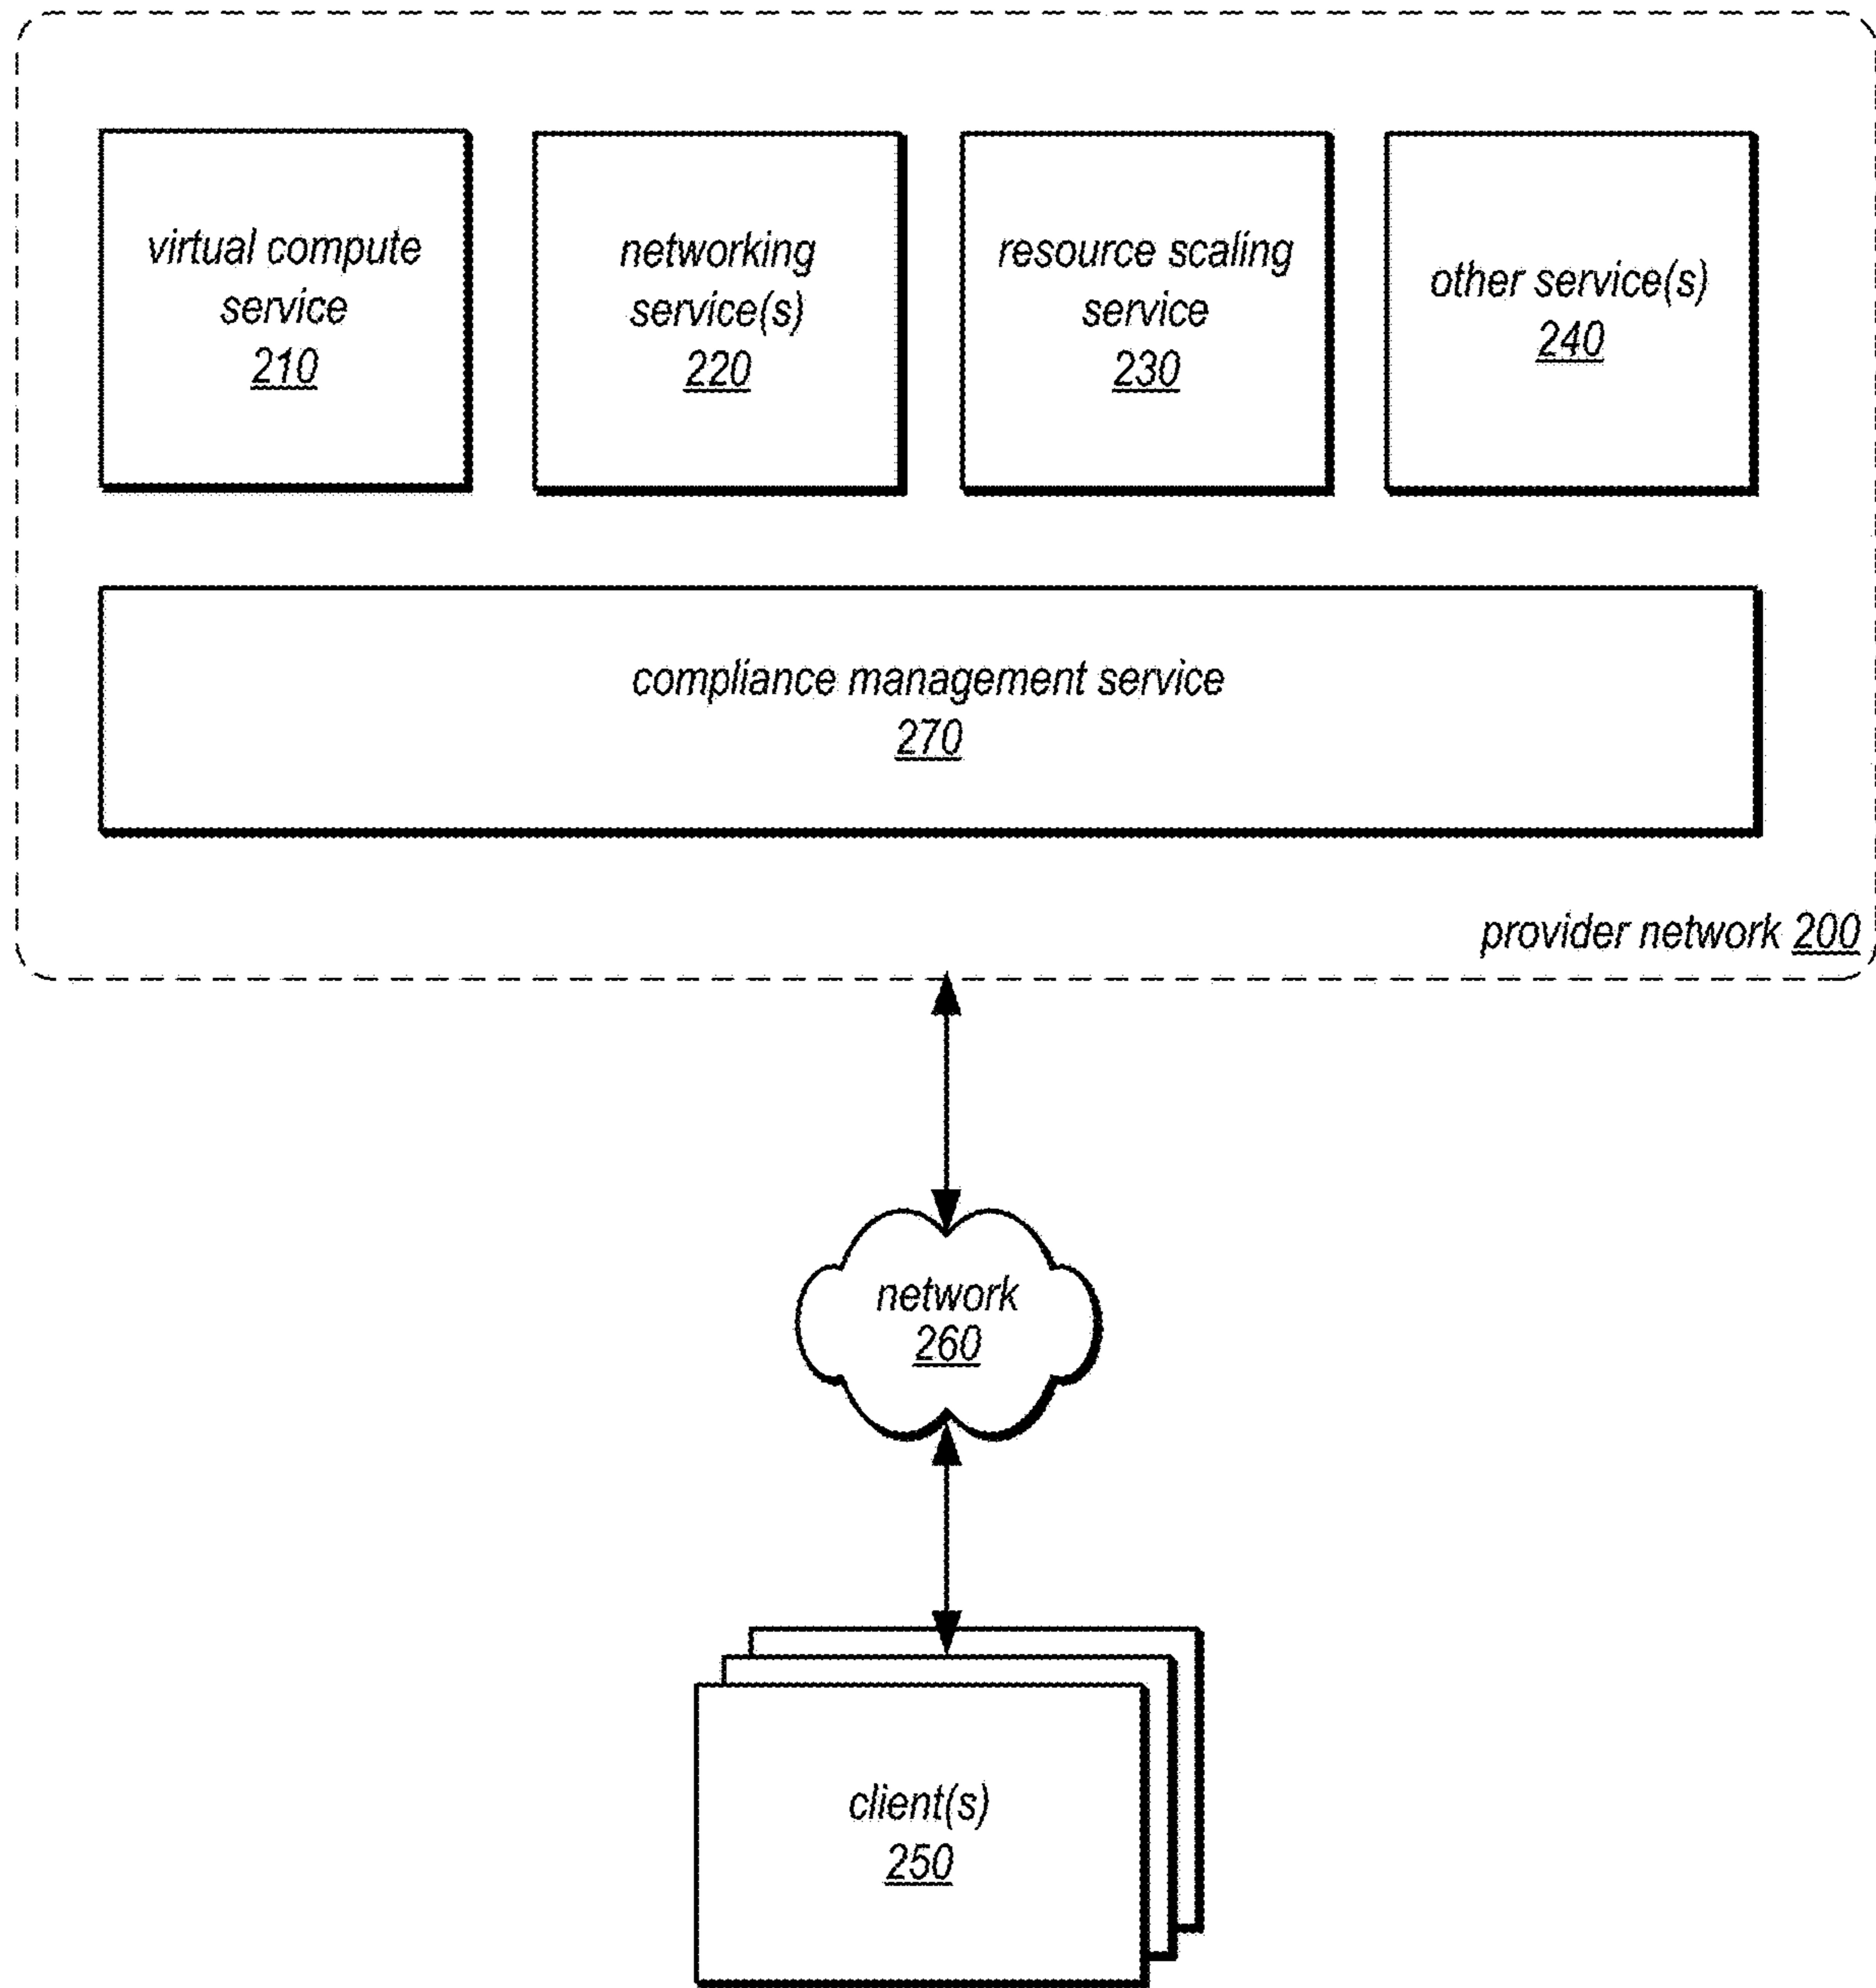 virtual compute
service
210
networking
service(s)
220
resource scaling
service
230
other service(s)
240
compliance management service
270
provider network 200
network
260
client(s)
250